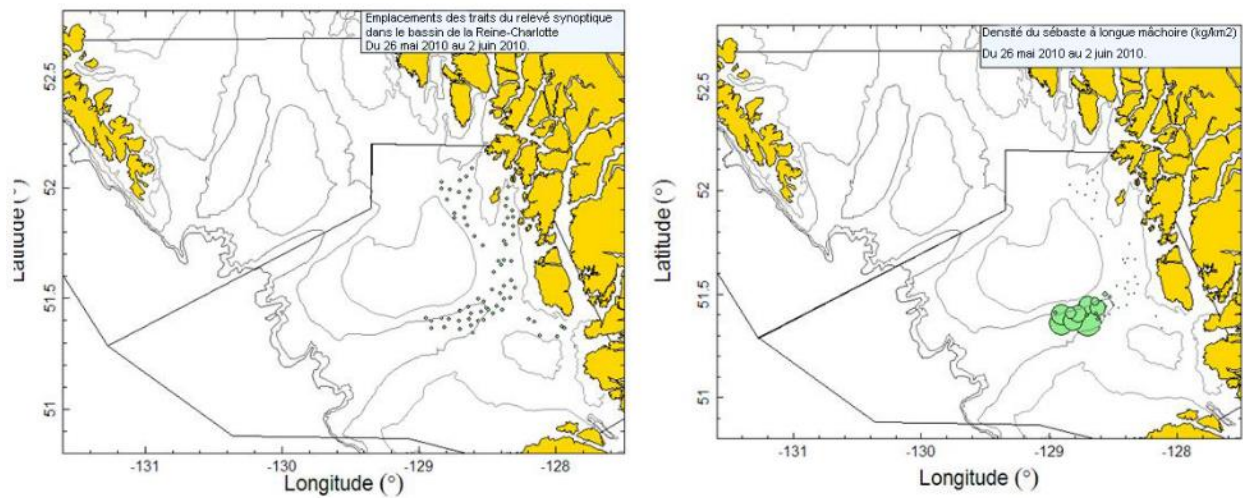 Emplacements des traits du relevé synoptique
dans le bassin de la Reine-Charlotte
Du 26 mai 2010 au 2 juin 2010.
52.5
52
51.5
51
Latitude (°)
-131
-130
-129
-128
Longitude (°)
Densité du sébaste à longue mâchoire (kg/km2)
Du 26 mai 2010 au 2 juin 2010.
52.5
52
51.5
51
Latitude (°)
-131
-130
-129
-128
Longitude (°)